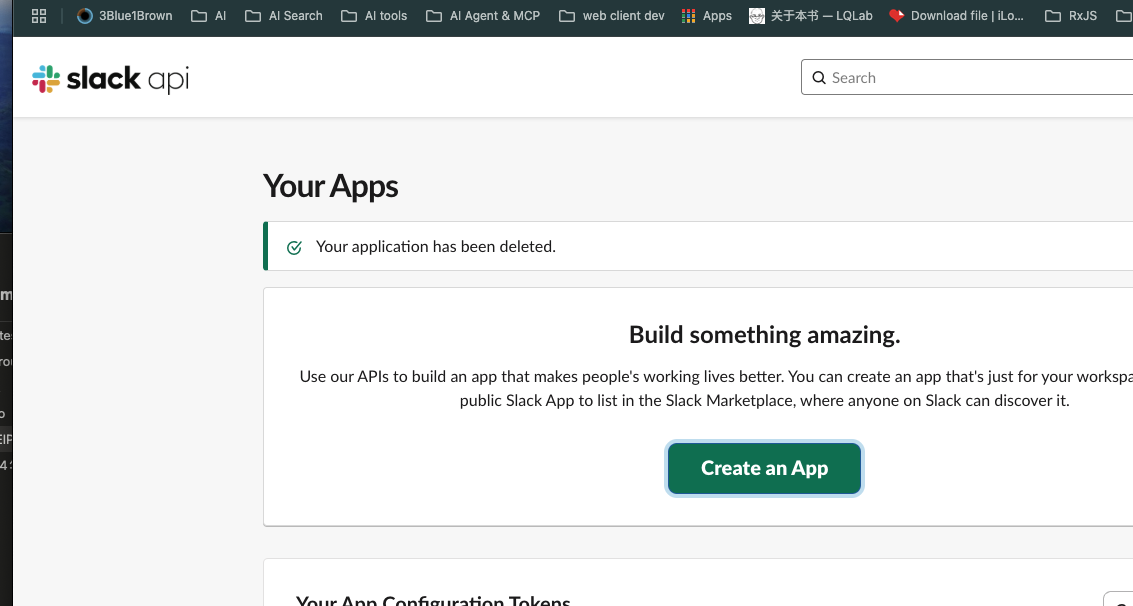 3Blue1Brown AI AI Search AI tools AI Agent & MCP web client dev Apps 关于本书 — LQLab Download file | iLo... RxJS
slack api
Search
Your Apps
Your application has been deleted.
Build something amazing.
Use our APIs to build an app that makes people's working lives better. You can create an app that's just for your workspa
public Slack App to list in the Slack Marketplace, where anyone on Slack can discover it.
Create an App
Your App Configuration Tokens